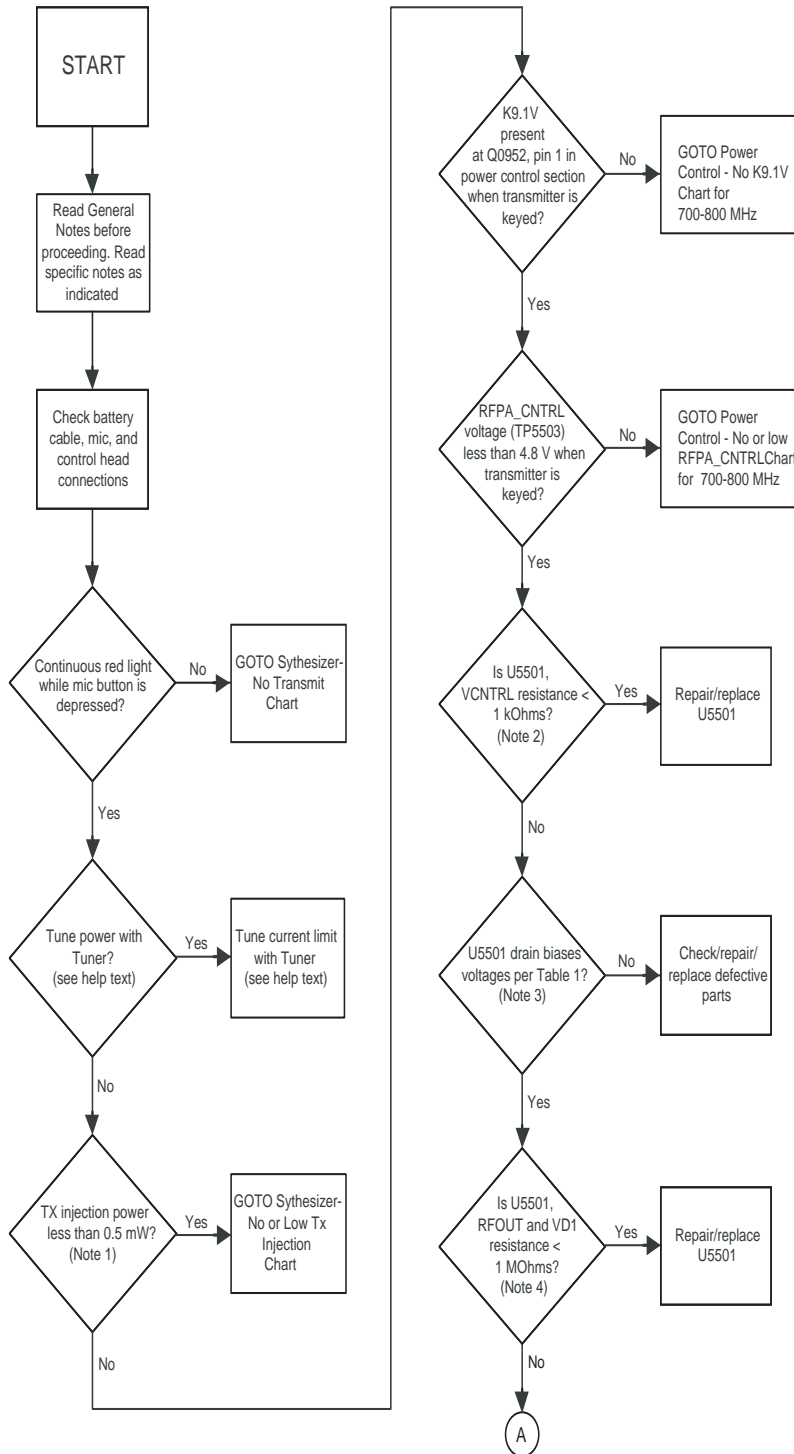 START
Read General
Notes before
proceeding. Read
specific notes as
indicated
Check battery
cable, mic, and
control head
connections
Continuous red light
while mic button is
depressed?
No
GOTO Sythesizer-
No Transmit
Chart
Yes
Tune power with
Tuner?
(see help text)
Yes
Tune current limit
with Tuner
(see help text)
No
TX injection power
less than 0.5 mW?
(Note 1)
Yes
GOTO Sythesizer-
No or Low Tx
Injection
Chart
No
K9.1V
present
at Q0952, pin 1 in
power control section
when transmitter is
keyed?
No
GOTO Power
Control - No K9.1V
Chart for
700-800 MHz
Yes
RFPA_CNTRL
voltage (TP5503)
less than 4.8 V when
transmitter is
keyed?
No
GOTO Power
Control - No or low
RFPA_CNTRLChart
for 700-800 MHz
Yes
Is U5501,
VCNTRL resistance <
1 kOhms?
(Note 2)
Yes
Repair/replace
U5501
No
U5501 drain biases
voltages per Table 1?
(Note 3)
No
Check/repair/
replace defective
parts
Yes
Is U5501,
RFOUT and VD1
resistance <
1 MOhms?
(Note 4)
Yes
Repair/replace
U5501
No
A